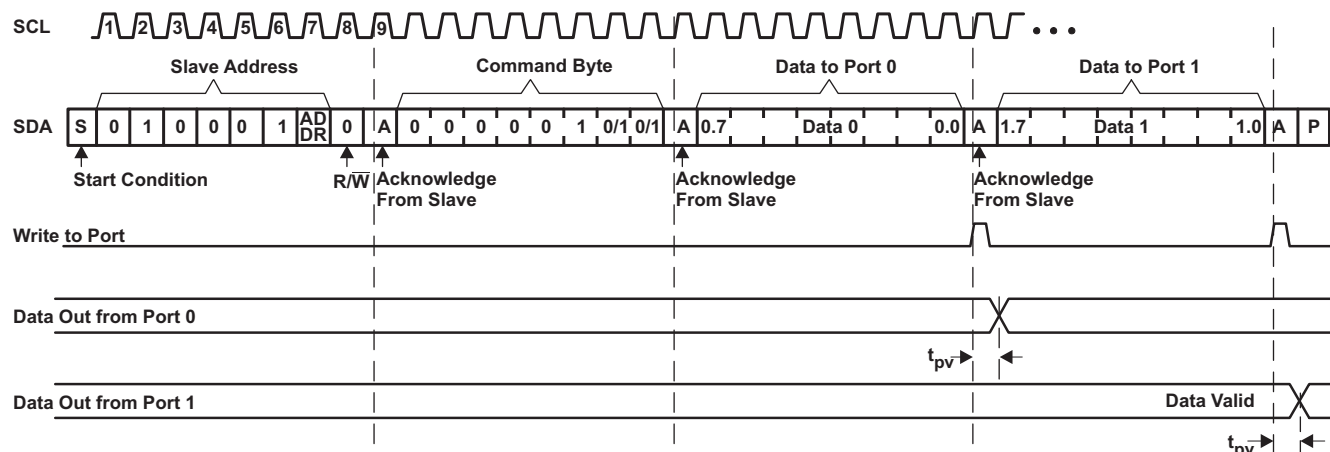 SCL 1 2 3 4 5 6 7 8 9
Slave Address Command Byte Data to Port 0 Data to Port 1
SDA S 0 1 0 0 0 1 AD DR 0 A 0 0 0 0 0 1 0/1 0/1 A 0.7 Data 0 0.0 A 1.7 Data 1 1.0 A P
Start Condition R/W Acknowledge From Slave Acknowledge From Slave Acknowledge From Slave
Write to Port
Data Out from Port 0
tpv
Data Out from Port 1 Data Valid
tpv